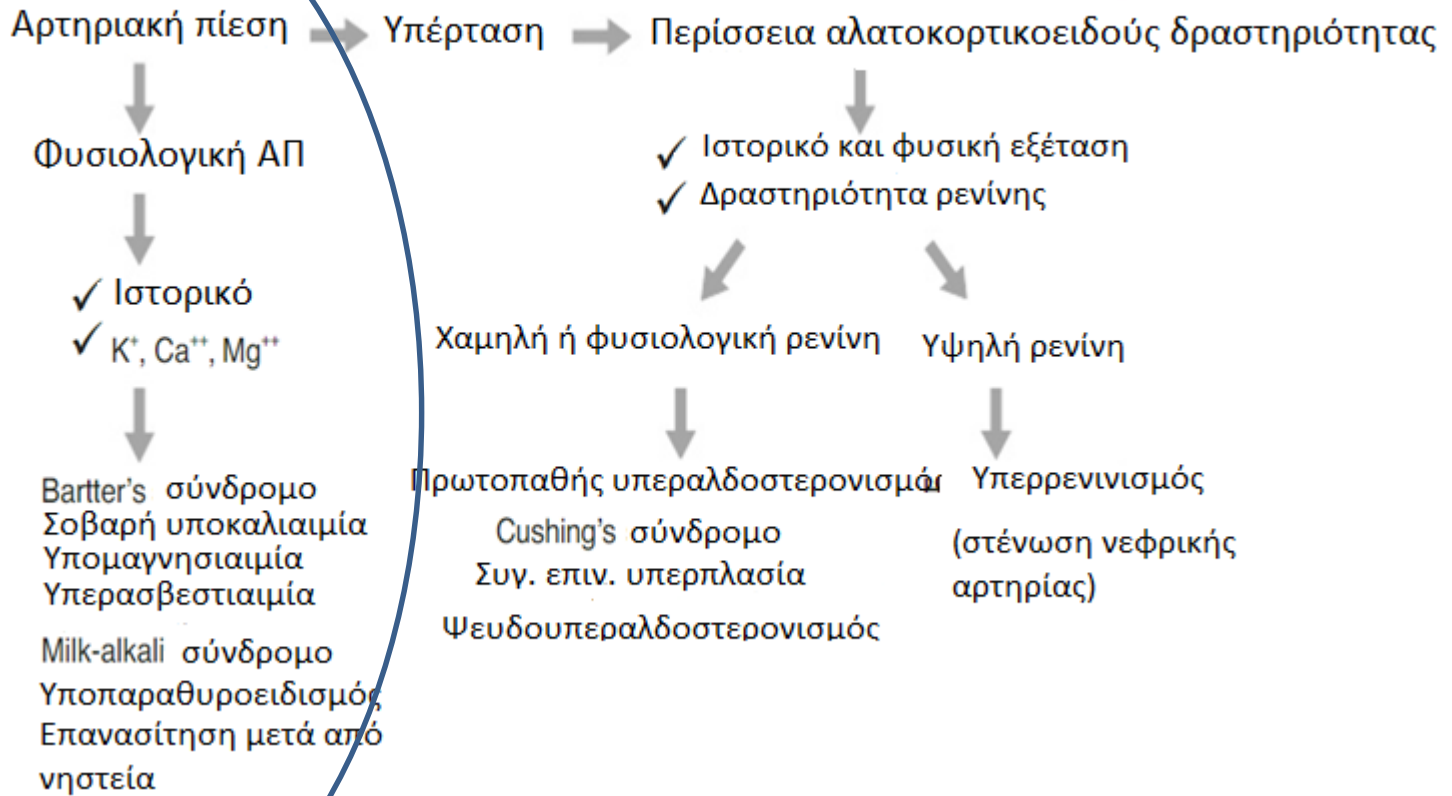 Αρτηριακή πίεση
Υπέρταση
Περίσσεια αλατοκορτικοειδούς δραστηριότητας
Φυσιολογική ΑΠ
✓ Ιστορικό
✓ K⁺, Ca⁺⁺, Mg⁺⁺
Bartter's σύνδρομο
Σοβαρή υποκαλιαιμία
Υπομαγνησιαιμία
Υπερασβεστιαιμία
Milk-alkali σύνδρομο
Υποπαραθυροειδισμός
Επανασίτηση μετά από
νηστεία
✓ Ιστορικό και φυσική εξέταση
✓ Δραστηριότητα ρενίνης
Χαμηλή ή φυσιολογική ρενίνη
Πρωτοπαθής υπεραλδοστερονισμός
Cushing's σύνδρομο
Συγ. επιν. υπερπλασία
Ψευδουπεραλδοστερονισμός
Υψηλή ρενίνη
Υπερρενινισμός
(στένωση νεφρικής
αρτηρίας)